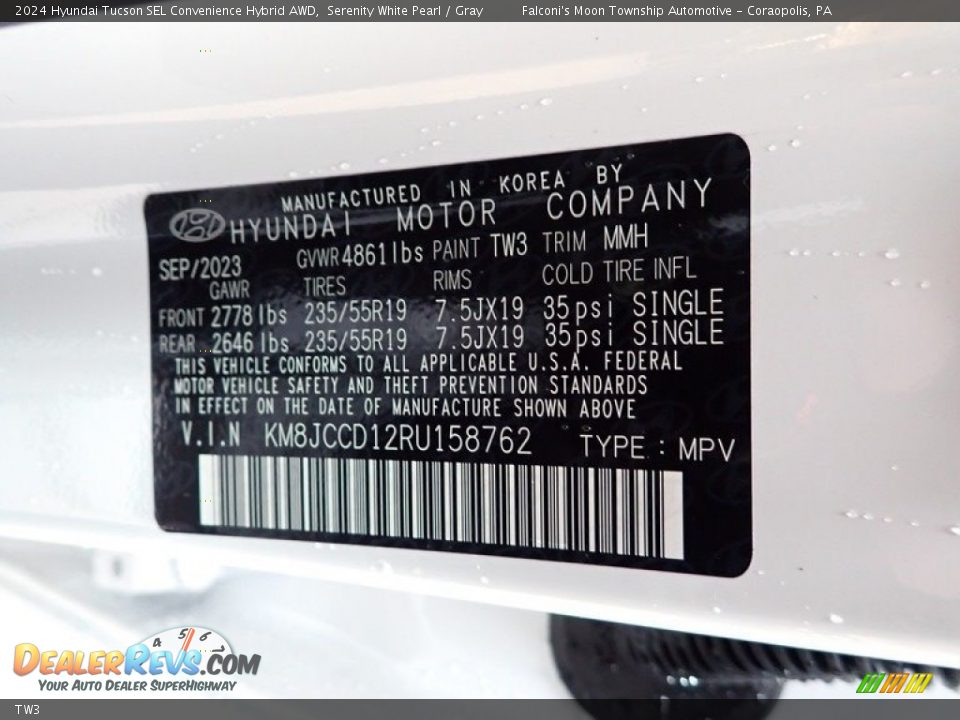 2024 Hyundai Tucson SEL Convenience Hybrid AWD, Serenity White Pearl / Gray Falconi's Moon Township Automotive - Coraopolis, PA
MANUFACTURED IN KOREA BY
HYUNDAI MOTOR COMPANY
SEP/2023 GVWR 4861lbs PAINT TW3 TRIM MMH
GAWR TIRES RIMS COLD TIRE INFL
FRONT 2778 lbs 235/55R19 7.5JX19 35psi SINGLE
REAR 2646 lbs 235/55R19 7.5JX19 35psi SINGLE
THIS VEHICLE CONFORMS TO ALL APPLICABLE U.S.A. FEDERAL
MOTOR VEHICLE SAFETY AND THEFT PREVENTION STANDARDS
IN EFFECT ON THE DATE OF MANUFACTURE SHOWN ABOVE
V.I.N KM8JCCD12RU158762 TYPE : MPV
4 5 6
DEALERREVS.COM
YOUR AUTO DEALER SUPERHIGHWAY
TW3